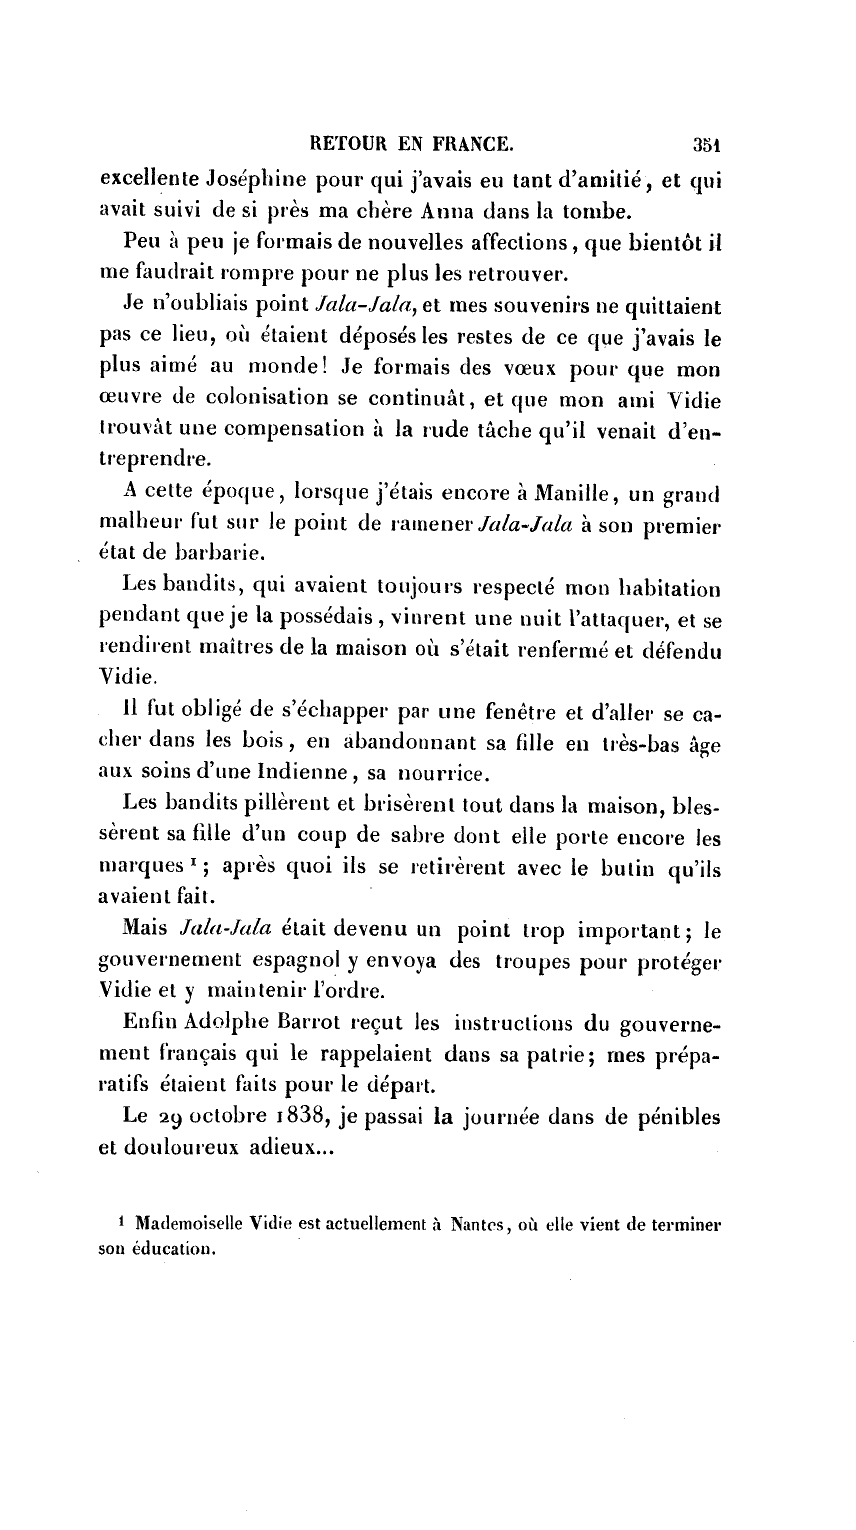 RETOUR EN FRANCE. 351
excellente Joséphine pour qui j'avais eu tant d'amitié, et qui
avait suivi de si près ma chère Anna dans la tombe.
Peu à peu je formais de nouvelles affections, que bientôt il
me faudrait rompre pour ne plus les retrouver.
Je n'oubliais point Jala-Jala, et mes souvenirs ne quittaient
pas ce lieu, où étaient déposés les restes de ce que j'avais le
plus aimé au monde! Je formais des vœux pour que mon
œuvre de colonisation se continuât, et que mon ami Vidie
trouvàt une compensation à la rude tâche qu'il venait d'en-
treprendre.
A cette époque, lorsque j'étais encore à Manille, un grand
malheur fut sur le point de ramener Jala-Jala à son premier
état de barbarie.
Les bandits, qui avaient toujours respecté mon habitation
pendant que je la possédais, vinrent une nuit l'attaquer, et se
rendirent maîtres de la maison où s'était renfermé et défendu
Vidie.
Il fut obligé de s'échapper par une fenêtre et d'aller se ca-
cher dans les bois, en abandonnant sa fille en très-bas âge
aux soins d'une Indienne, sa nourrice.
Les bandits pillèrent et brisèrent tout dans la maison, bles-
sèrent sa fille d'un coup de sabre dont elle porte encore les
marques 1; après quoi ils se retirèrent avec le butin qu'ils
avaient fait.
Mais Jala-Jala était devenu un point trop important; le
gouvernement espagnol y envoya des troupes pour protéger
Vidie et y maintenir l'ordre.
Enfin Adolphe Barrot reçut les instructions du gouverne-
ment français qui le rappelaient dans sa patrie; mes prépa-
ratifs étaient faits pour le départ.
Le 29 octobre 1838, je passai la journée dans de pénibles
et douloureux adieux...
1 Mademoiselle Vidie est actuellement à Nantes, où elle vient de terminer
son éducation.